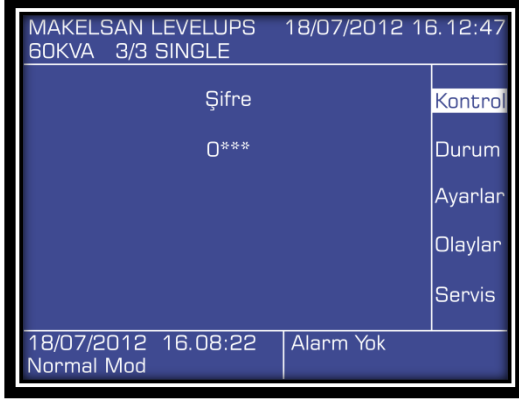 MAKELSAN LEVELUPS 18/07/2012 16.12:47
60KVA 3/3 SINGLE
Şifre
0***
Kontrol
Durum
Ayarlar
Olaylar
Servis
18/07/2012 16.08:22
Normal Mod
Alarm Yok